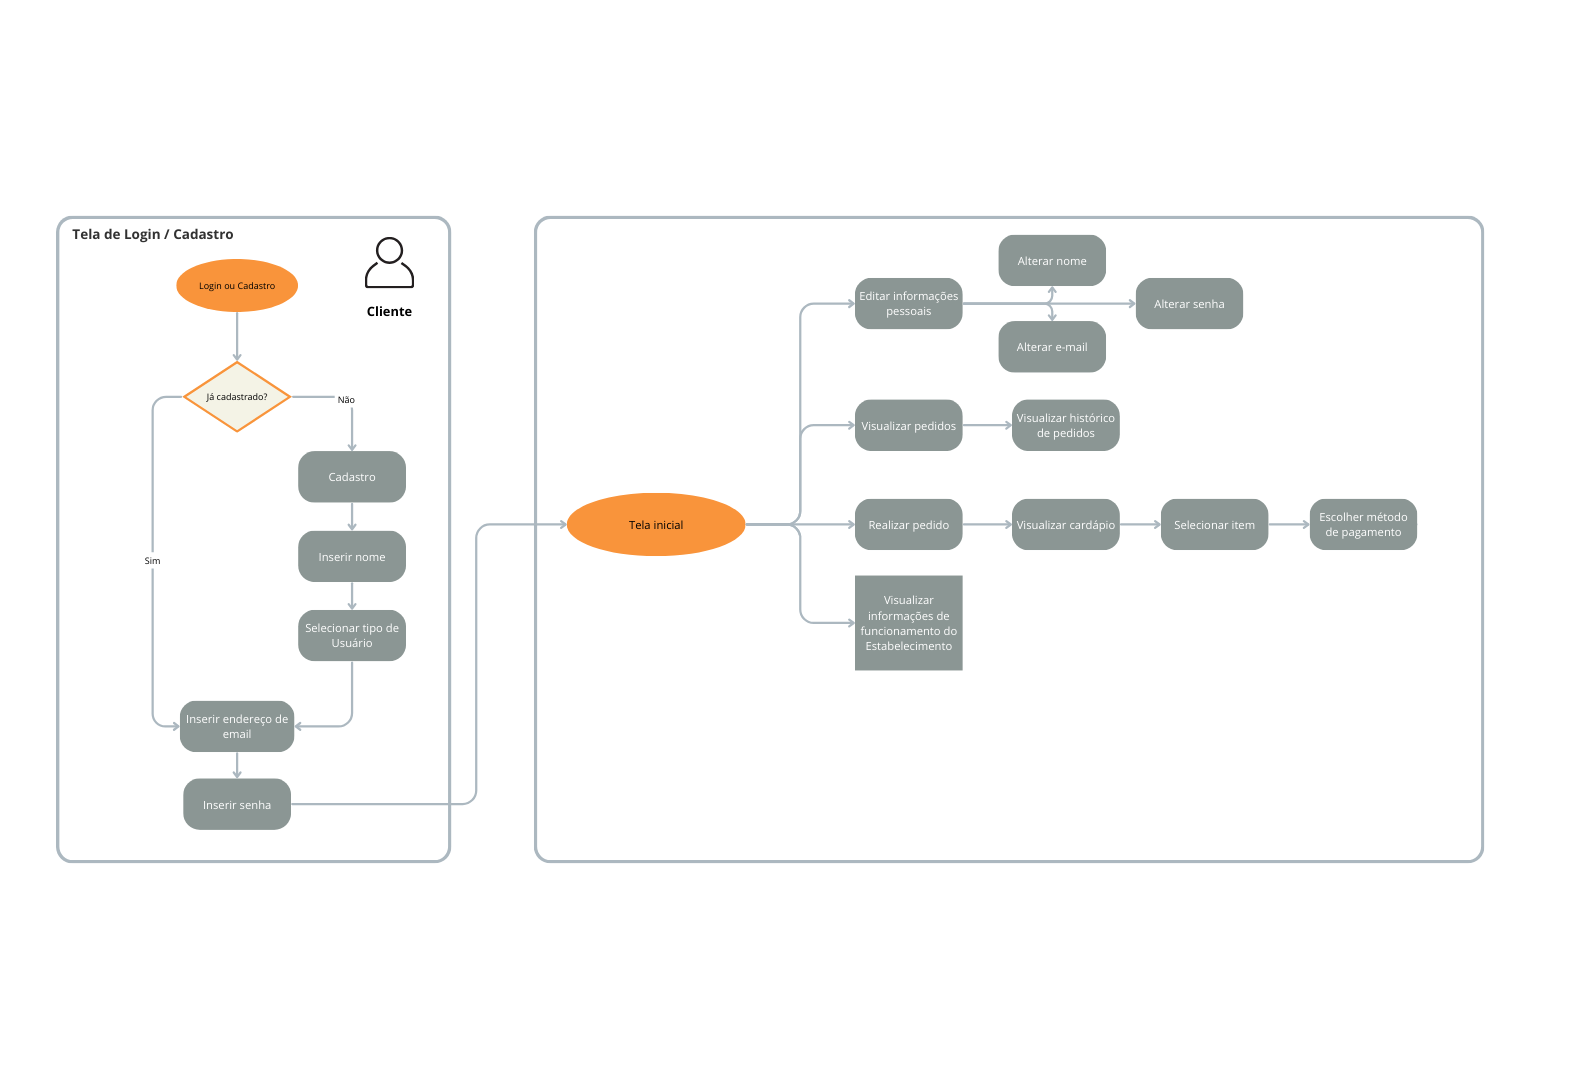 Tela de Login / Cadastro
Login ou Cadastro
Cliente
Já cadastrado?
Não
Cadastro
Inserir nome
Sim
Selecionar tipo de
Usuário
Inserir endereço de
email
Inserir senha
Tela inicial
Editar informações
pessoais
Alterar nome
Alterar senha
Alterar e-mail
Visualizar pedidos
Visualizar histórico
de pedidos
Realizar pedido
Visualizar cardápio
Selecionar item
Escolher método
de pagamento
Visualizar
informações de
funcionamento do
Estabelecimento